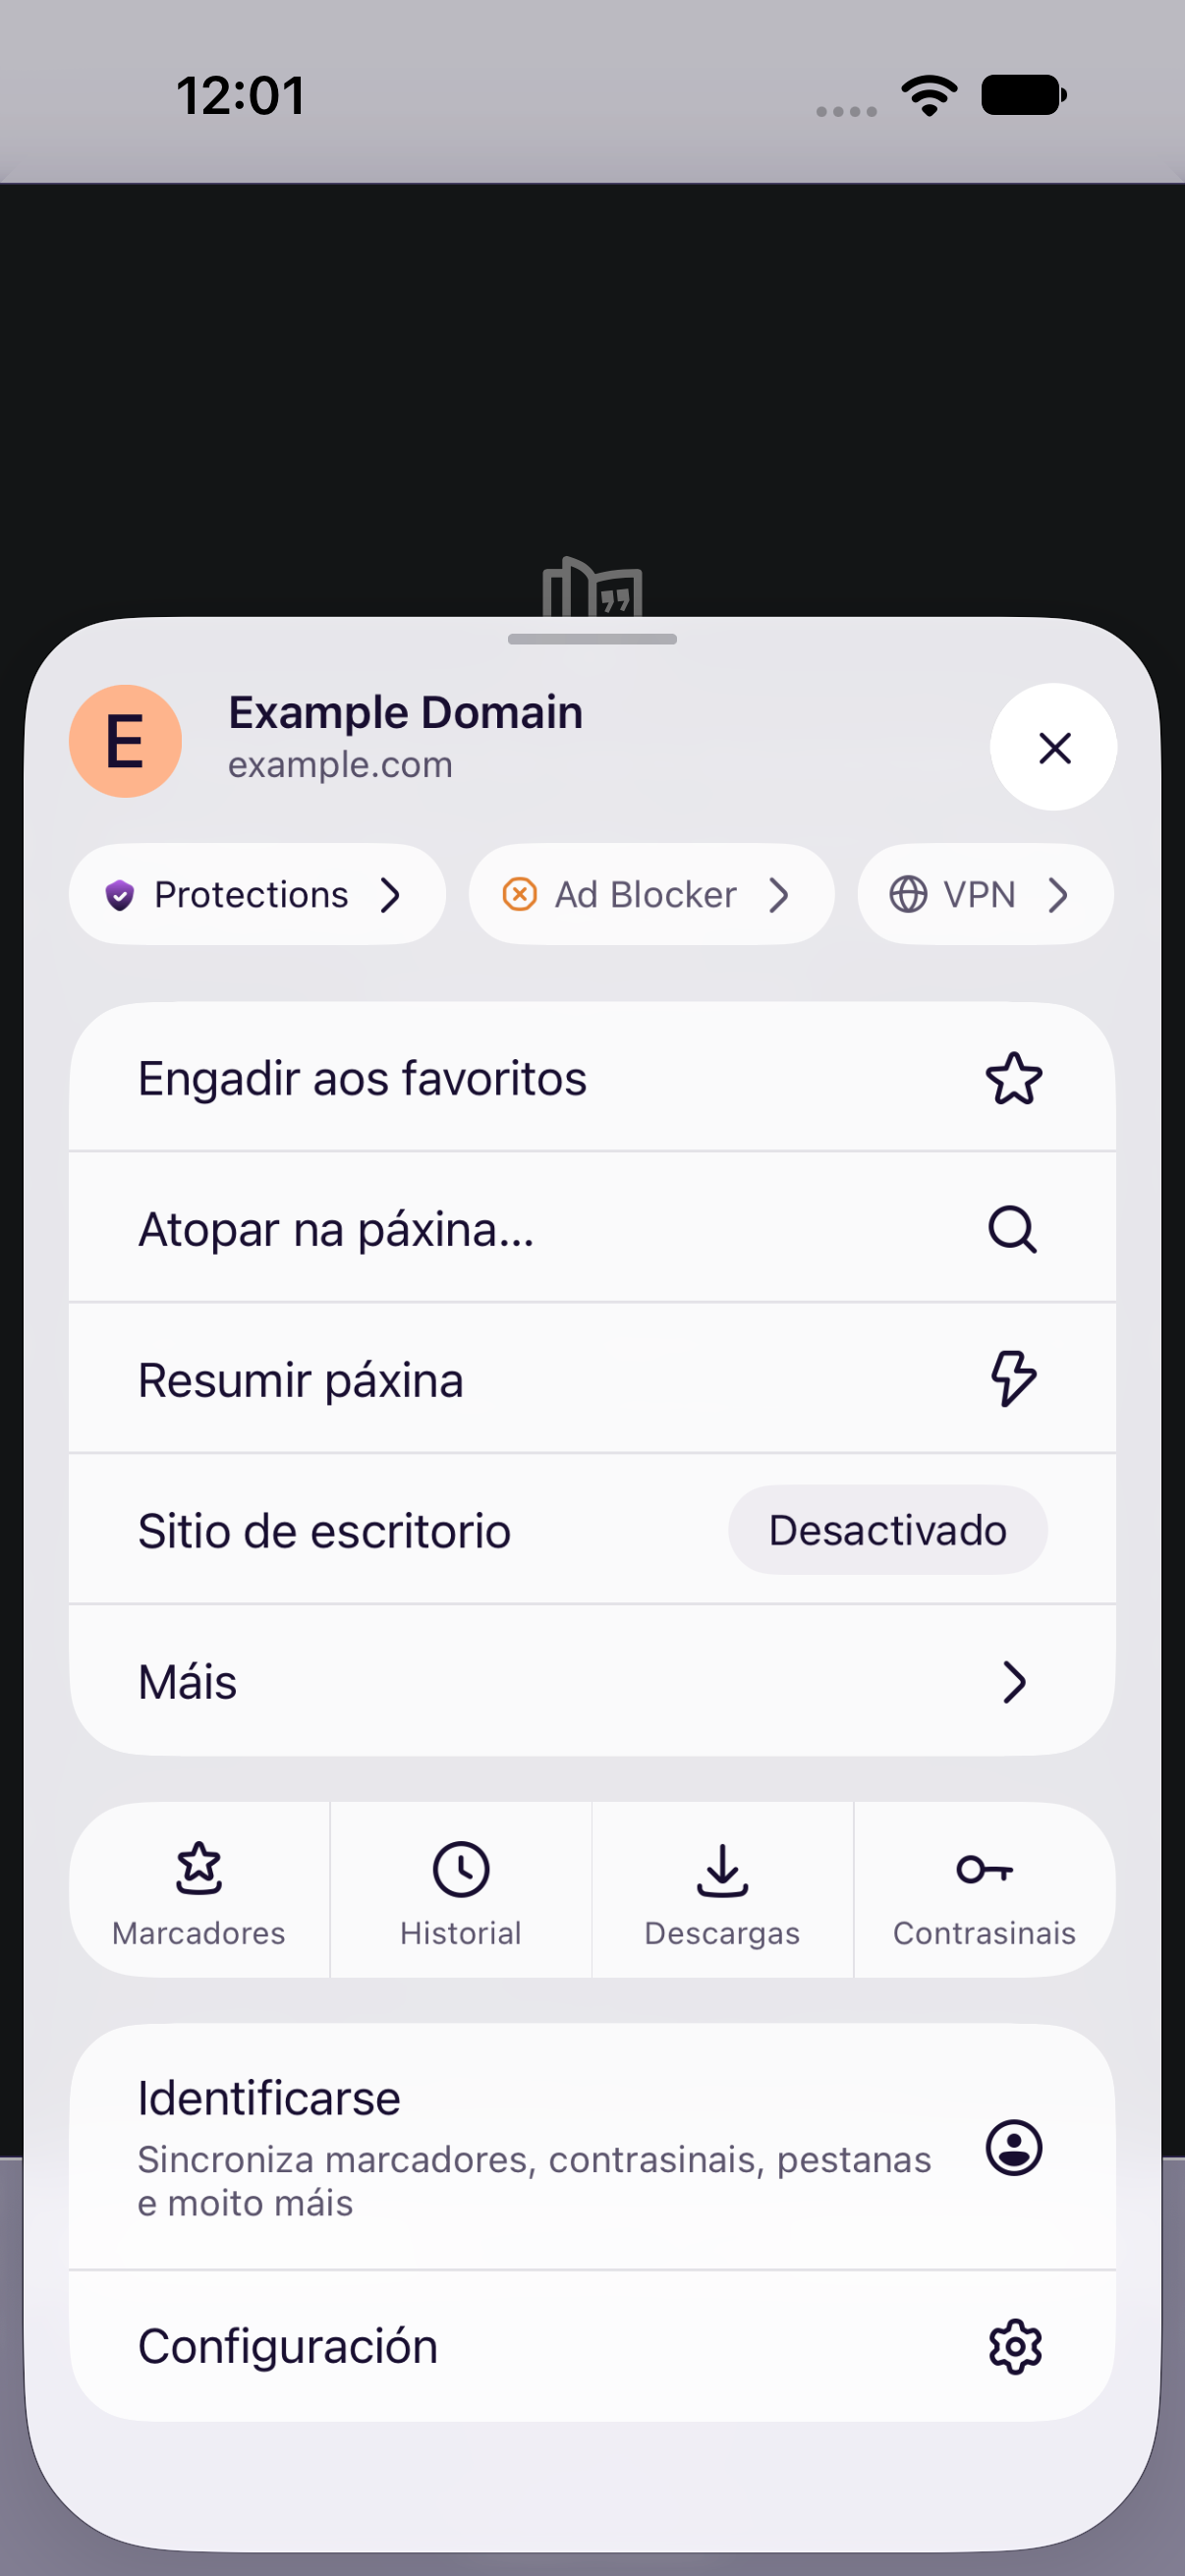 12:01
E
Example Domain
example.com
Protections
Ad Blocker
VPN
Engadir aos favoritos
Atopar na páxina...
Resumir páxina
Sitio de escritorio
Desactivado
Máis
Marcadores
Historial
Descargas
Contrasinais
Identificarse
Sincroniza marcadores, contrasinais, pestanas
e moito máis
Configuración